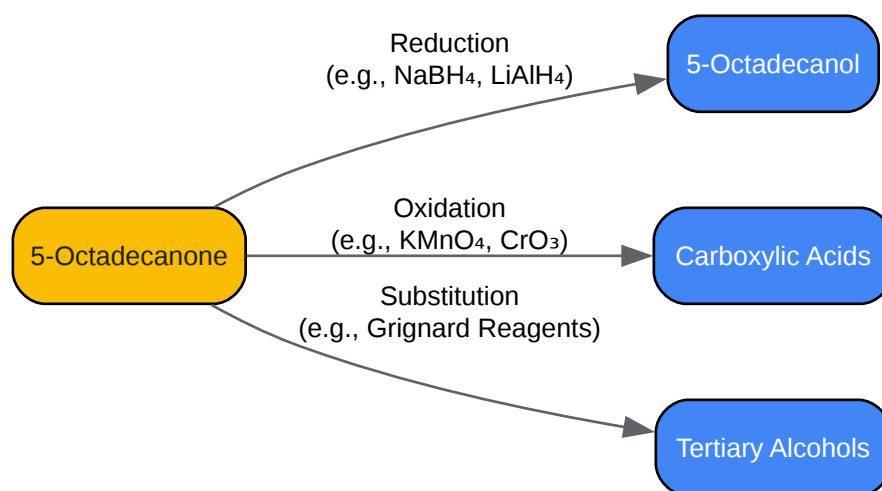 Reduction
(e.g., NaBH₄, LiAlH₄)
5-Octadecanol
5-Octadecanone
Oxidation
(e.g., KMnO₄, CrO₃)
Carboxylic Acids
Substitution
(e.g., Grignard Reagents)
Tertiary Alcohols